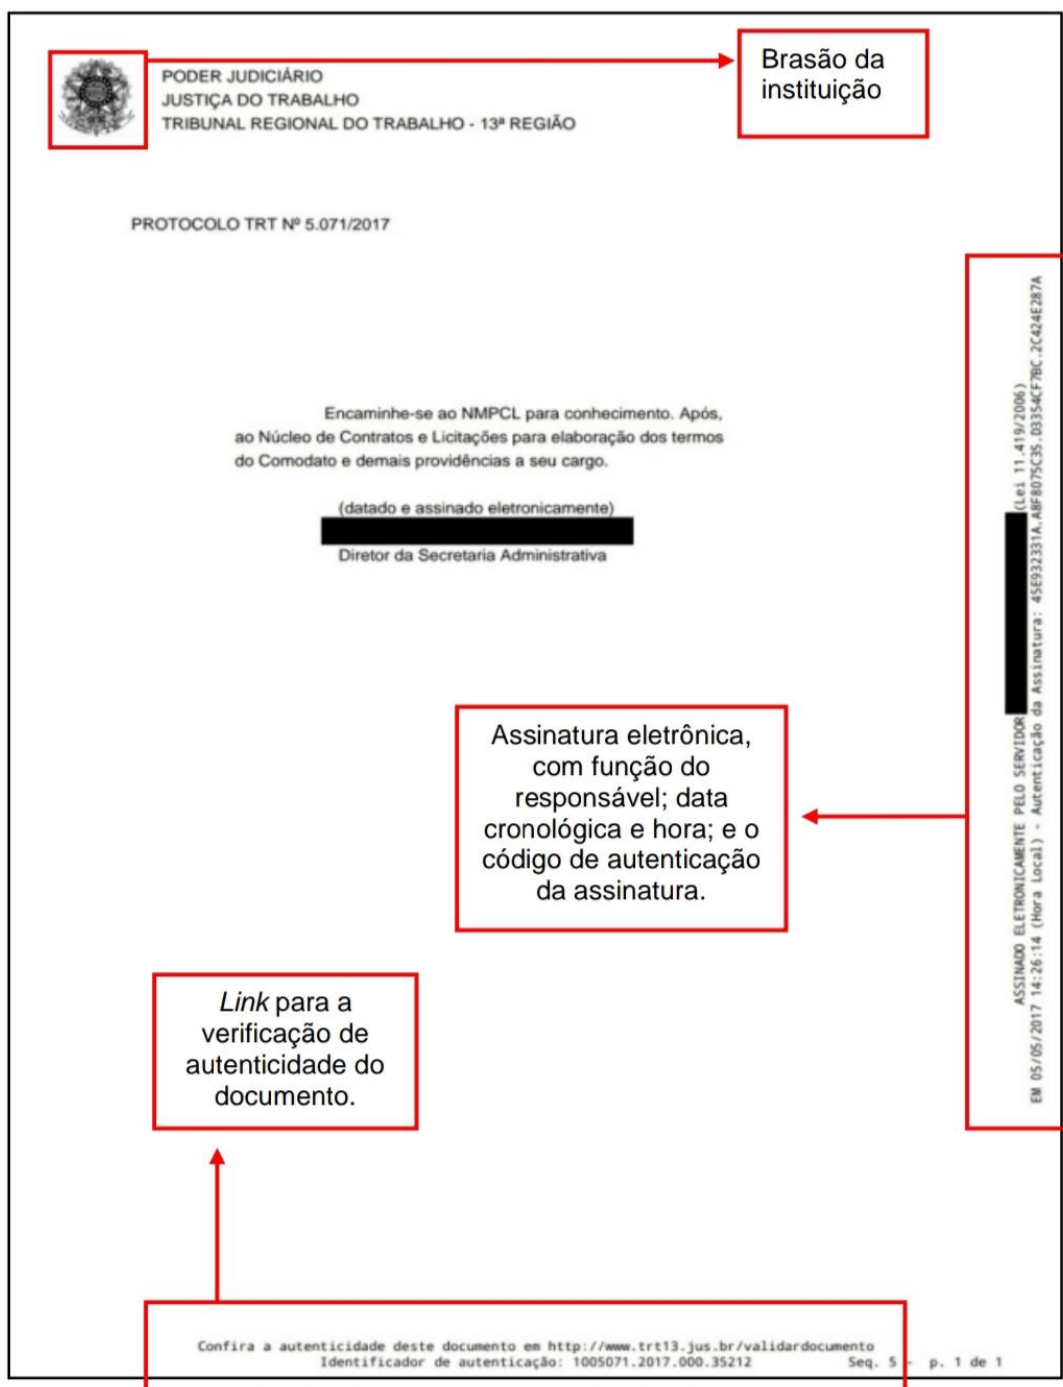 PODER JUDICIÁRIO
JUSTIÇA DO TRABALHO
TRIBUNAL REGIONAL DO TRABALHO - 13ª REGIÃO
Brasão da
instituição
PROTOCOLO TRT Nº 5.071/2017
Encaminhe-se ao NMPCL para conhecimento. Após,
ao Núcleo de Contratos e Licitações para elaboração dos termos
do Comodato e demais providências a seu cargo.
(datado e assinado eletronicamente)
Diretor da Secretaria Administrativa
ASSINADO ELETRONICAMENTE PELO SERVIDOR (Lei 11.419/2006)
EM 05/05/2017 14:26:14 (Hora Local) - Autenticação da Assinatura: 45E932331A.A8F8075C35.D3354CF7BC.2C424E287A
Assinatura eletrônica,
com função do
responsável; data
cronológica e hora; e o
código de autenticação
da assinatura.
Link para a
verificação de
autenticidade do
documento.
Confira a autenticidade deste documento em http://www.trt13.jus.br/validardocumento
Identificador de autenticação: 1005071.2017.000.35212 Seq. 5 - p. 1 de 1